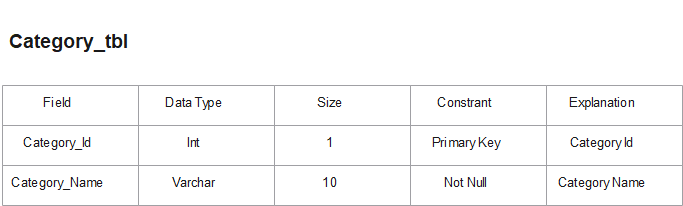 Category_tbl
Field Data Type Size Constrant Explanation
Category_Id Int 1 Primary Key Category Id
Category_Name Varchar 10 Not Null Category Name